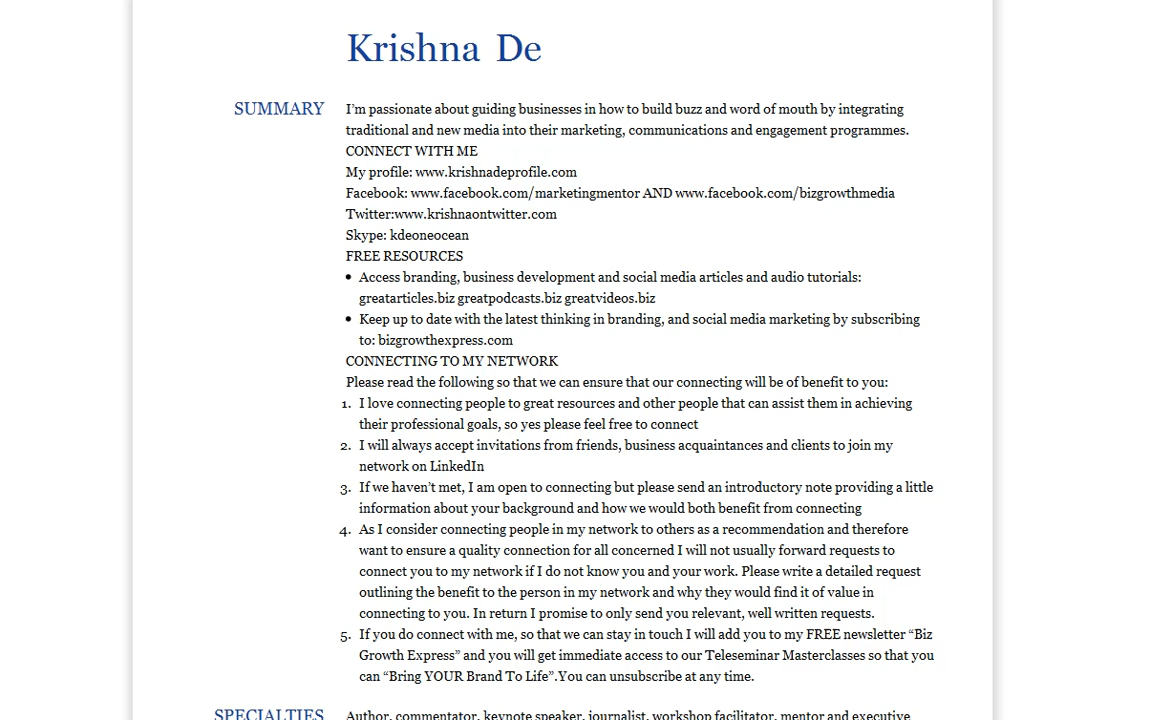 Krishna De
SUMMARY
I'm passionate about guiding businesses in how to build buzz and word of mouth by integrating
traditional and new media into their marketing, communications and engagement programmes.
CONNECT WITH ME
My profile: www.krishnadeprofile.com
Facebook: www.facebook.com/marketingmentor AND www.facebook.com/bizgrowthmedia
Twitter:www.krishnaontwitter.com
Skype: kdeoneocean
FREE RESOURCES
• Access branding, business development and social media articles and audio tutorials:
greatarticles.biz greatpodcasts.biz greatvideos.biz
• Keep up to date with the latest thinking in branding, and social media marketing by subscribing
to: bizgrowthexpress.com
CONNECTING TO MY NETWORK
Please read the following so that we can ensure that our connecting will be of benefit to you:
1. I love connecting people to great resources and other people that can assist them in achieving
their professional goals, so yes please feel free to connect
2. I will always accept invitations from friends, business acquaintances and clients to join my
network on LinkedIn
3. If we haven't met, I am open to connecting but please send an introductory note providing a little
information about your background and how we would both benefit from connecting
4. As I consider connecting people in my network to others as a recommendation and therefore
want to ensure a quality connection for all concerned I will not usually forward requests to
connect you to my network if I do not know you and your work. Please write a detailed request
outlining the benefit to the person in my network and why they would find it of value in
connecting to you. In return I promise to only send you relevant, well written requests.
5. If you do connect with me, so that we can stay in touch I will add you to my FREE newsletter “Biz
Growth Express” and you will get immediate access to our Teleseminar Masterclasses so that you
can “Bring YOUR Brand To Life”.You can unsubscribe at any time.
SPECIALTIES
Author, commentator, keynote speaker, journalist, workshop facilitator, mentor and executive